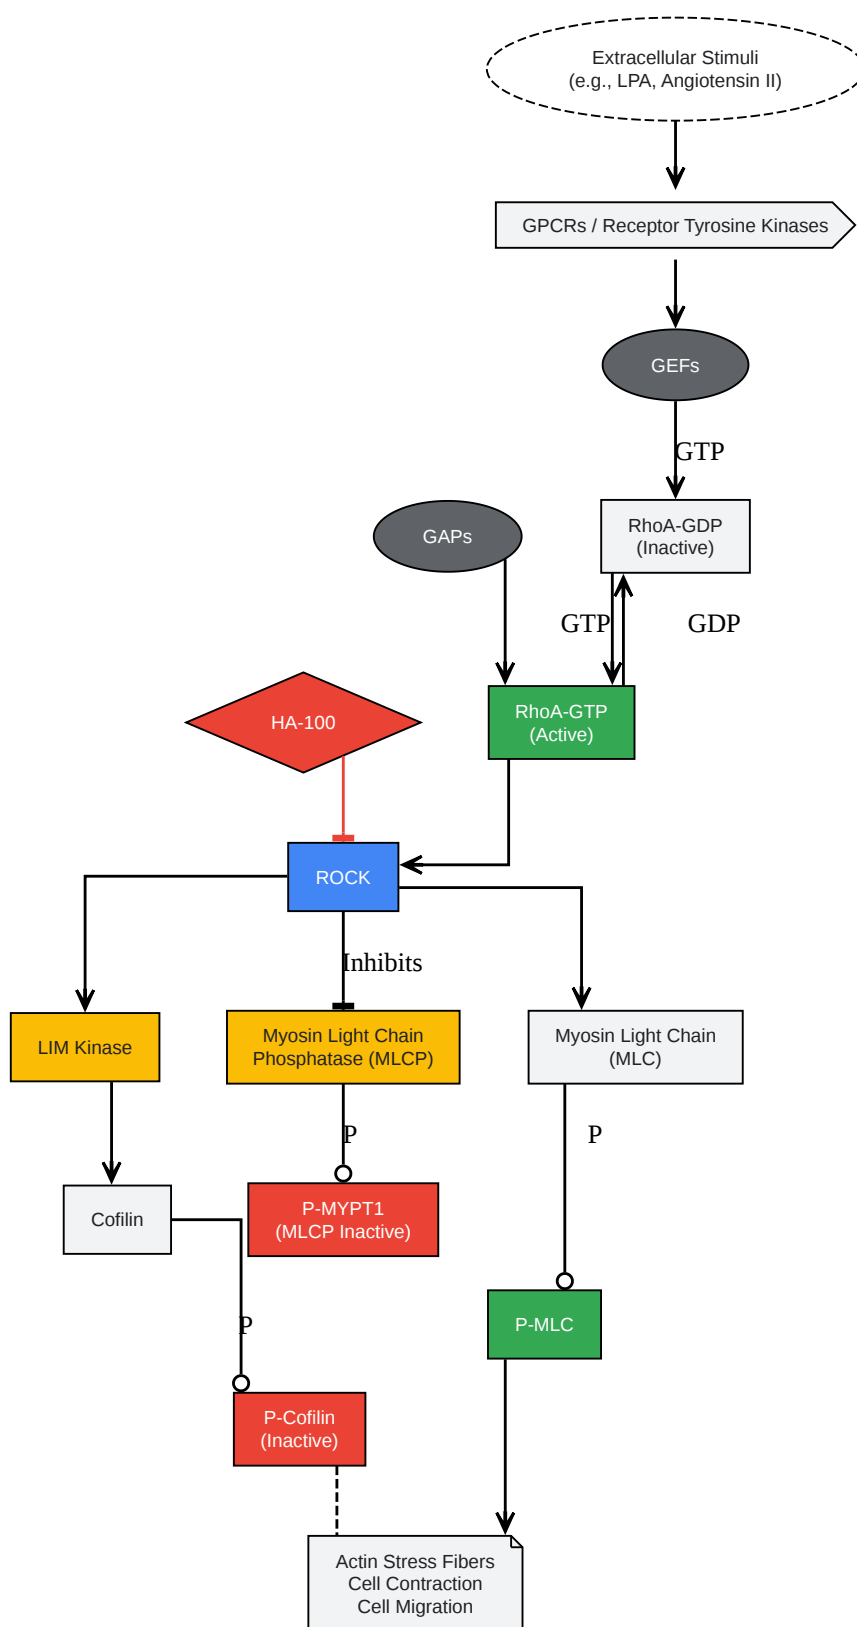 Extracellular Stimuli
(e.g., LPA, Angiotensin II)
GPCRs / Receptor Tyrosine Kinases
GEFs
GTP
GAPs
RhoA-GDP
(Inactive)
GTP
GDP
HA-100
RhoA-GTP
(Active)
ROCK
Inhibits
LIM Kinase
Myosin Light Chain
Phosphatase (MLCP)
Myosin Light Chain
(MLC)
P
P
Cofilin
P-MYPT1
(MLCP Inactive)
P
P-MLC
P-Cofilin
(Inactive)
Actin Stress Fibers
Cell Contraction
Cell Migration